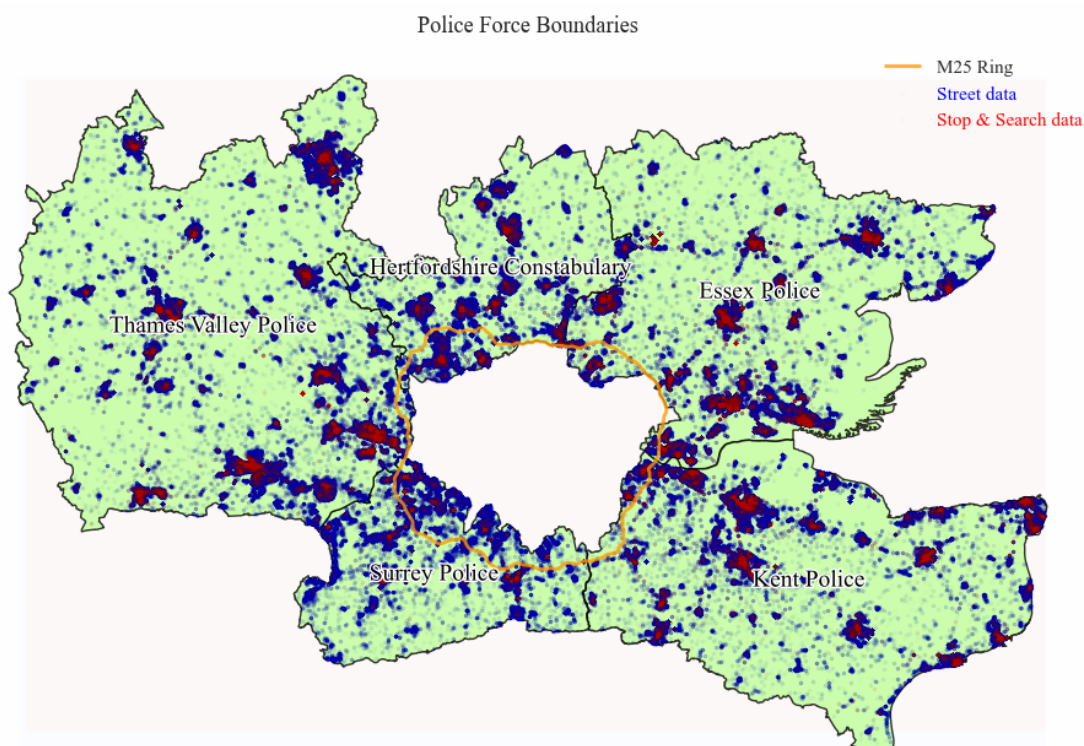 Police Force Boundaries
M25 Ring
Street data
Stop & Search data
Hertfordshire Constabulary
Essex Police
Thames Valley Police
Surrey Police
Kent Police